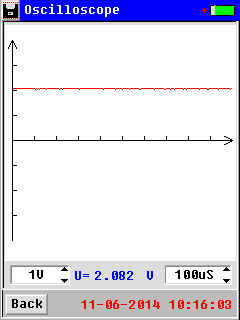 Oscilloscope
1V U= 2.082 V 100uS
Back 11-06-2014 10:16:03